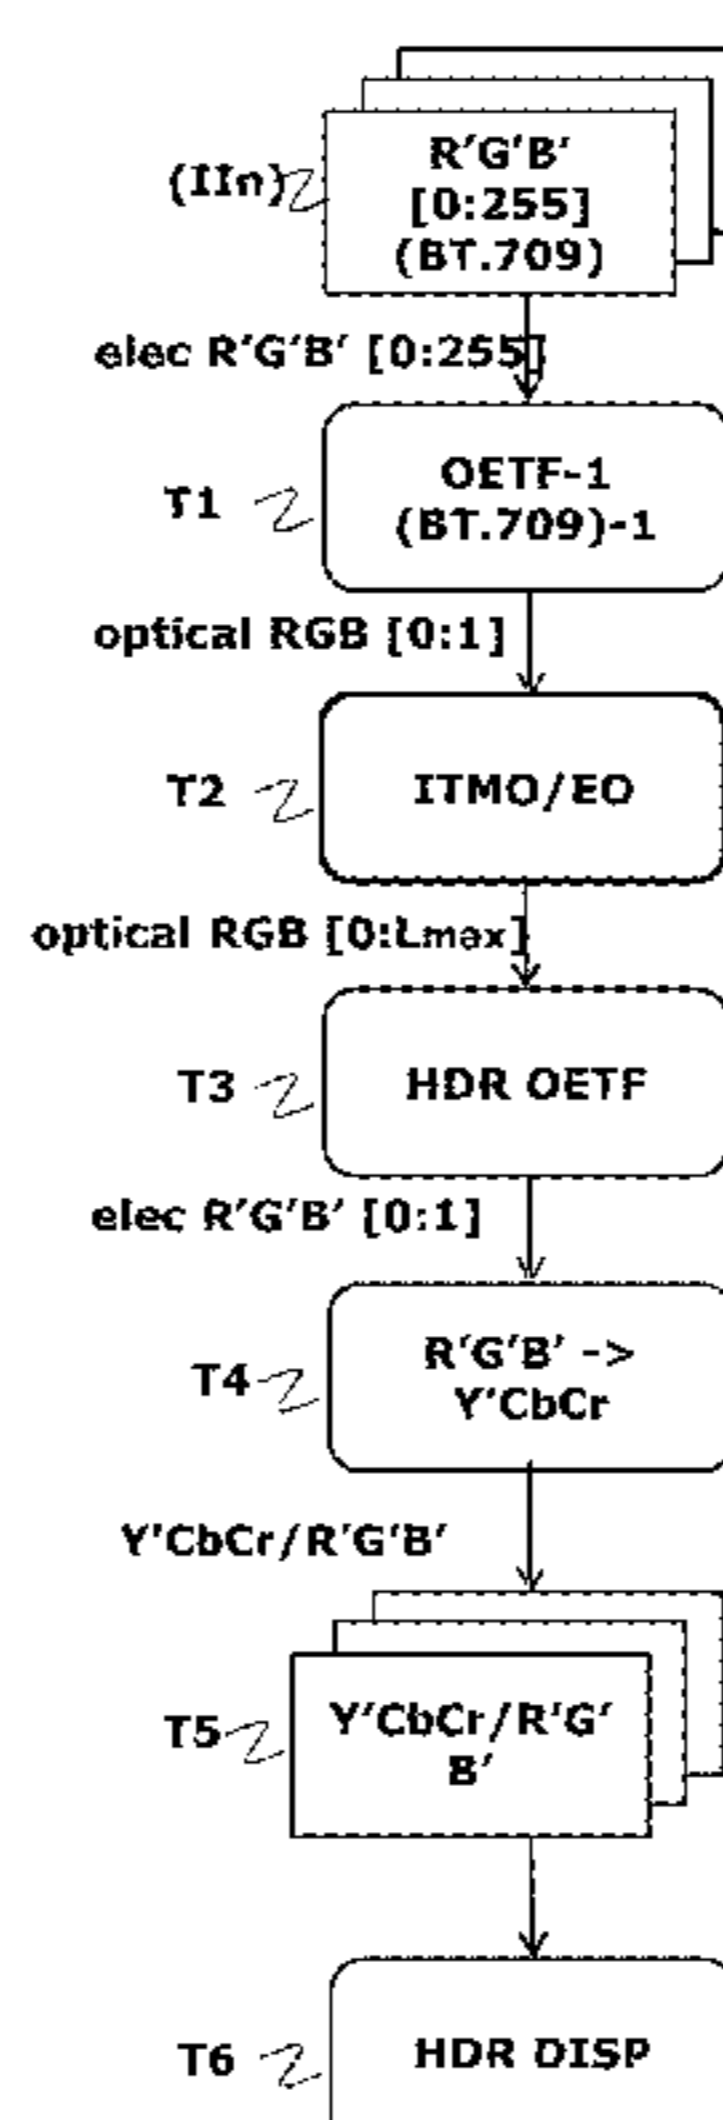 R'G'B'
(IIn)
[0:255]
(BT.709)
elec R'G'B' [0:255]
OETF-1
T1
(BT.709)-1
optical RGB [0:1]
T2
ITMO/EO
optical RGB [0:Lmax]
T3
HDR OETF
elec R'G'B' [0:1]
R'G'B' ->
T4
Y'CbCr
Y'CbCr/R'G'B'
T5
Y'CbCr/R'G'
B'
T6
HDR DISP